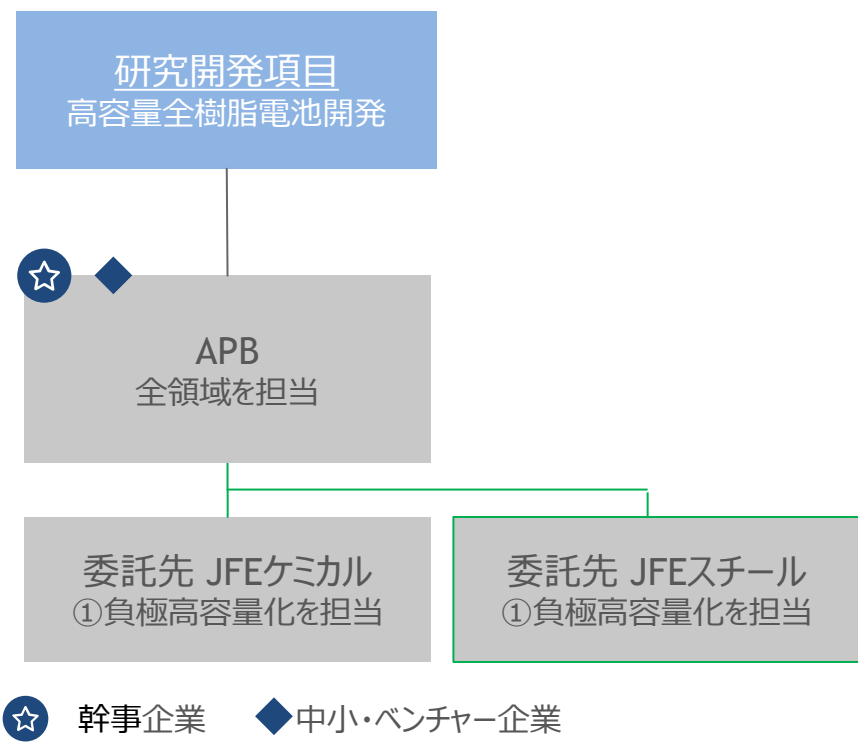 研究開発項目
高容量全樹脂電池開発
APB
全領域を担当
委託先 JFEケミカル
①負極高容量化を担当
委託先 JFEスチール
①負極高容量化を担当
幹事企業 中小・ベンチャー企業